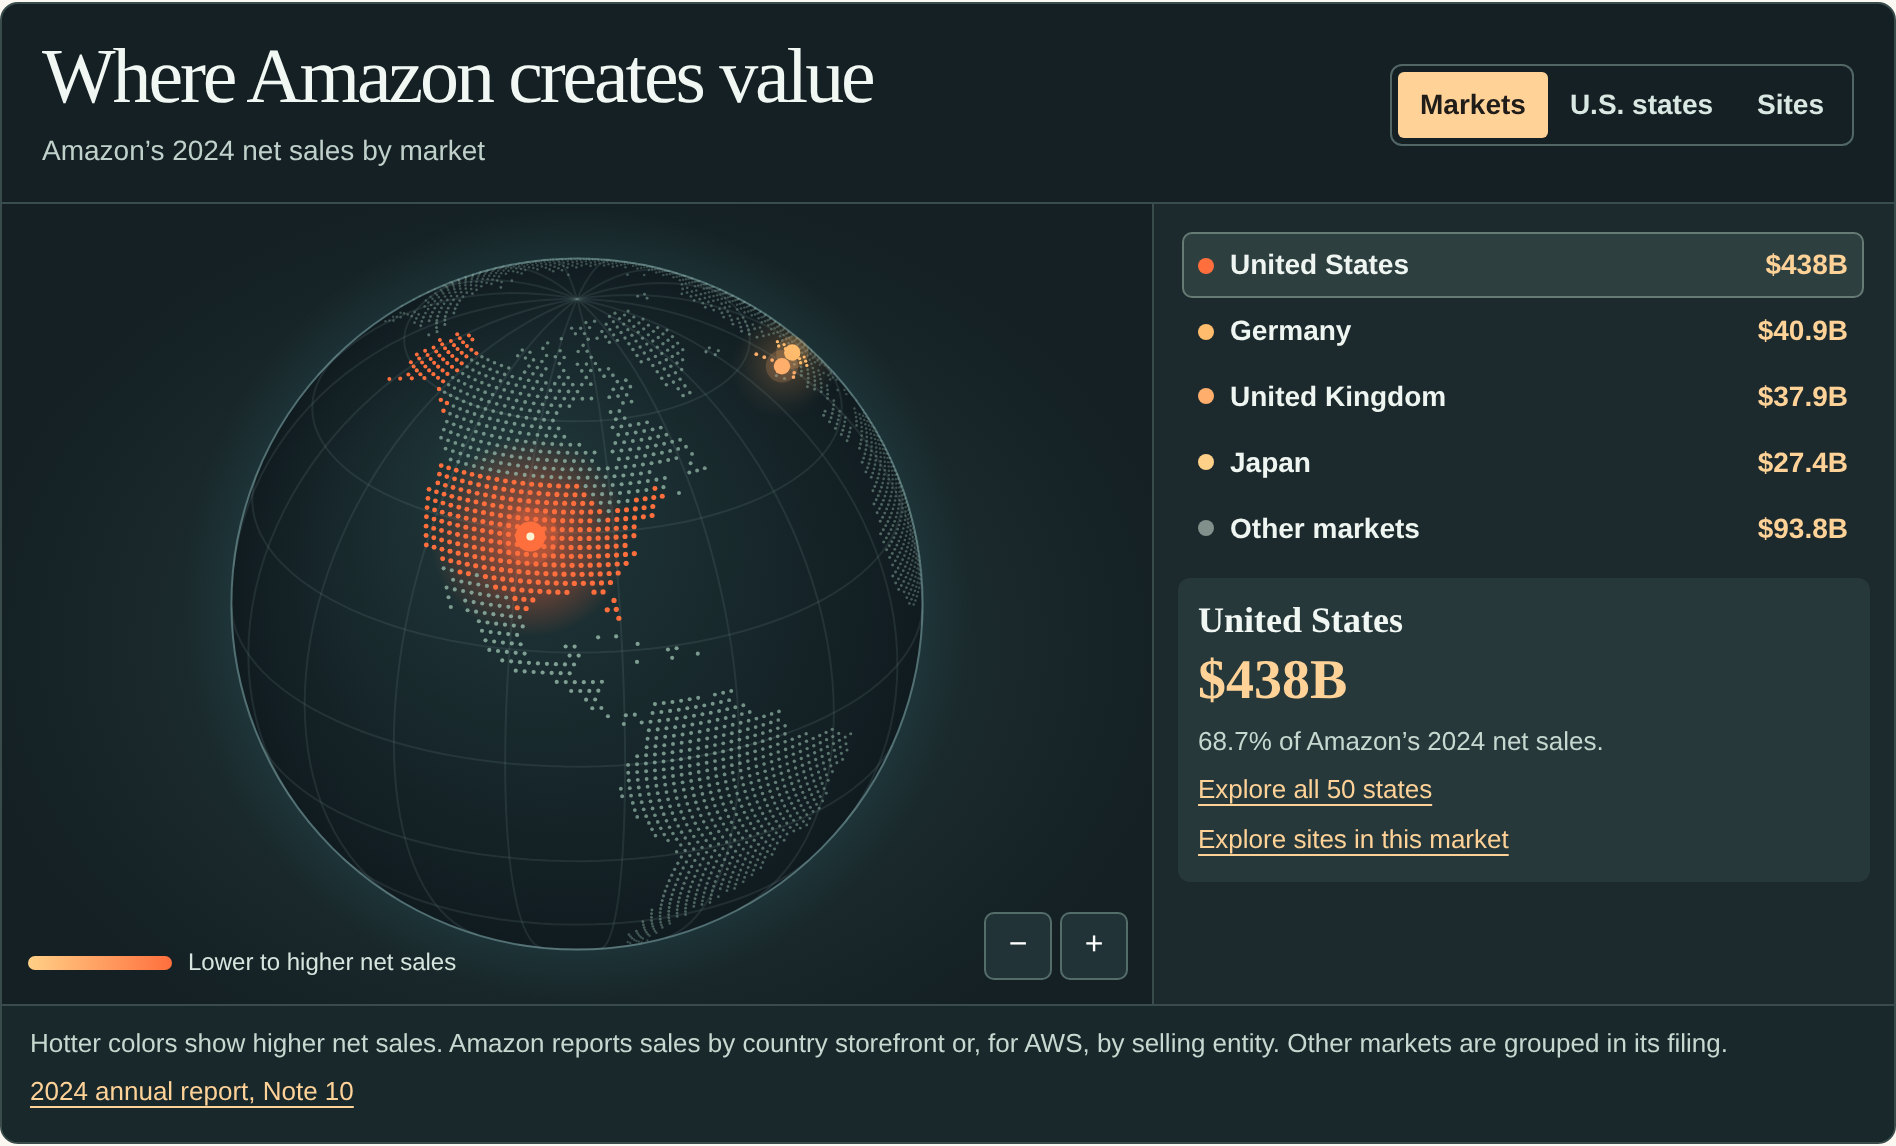 Where Amazon creates value
Amazon’s 2024 net sales by market
Markets
U.S. states
Sites
United States $438B
Germany $40.9B
United Kingdom $37.9B
Japan $27.4B
Other markets $93.8B
United States
$438B
68.7% of Amazon’s 2024 net sales.
Explore all 50 states
Explore sites in this market
− +
Lower to higher net sales
Hotter colors show higher net sales. Amazon reports sales by country storefront or, for AWS, by selling entity. Other markets are grouped in its filing.
2024 annual report, Note 10